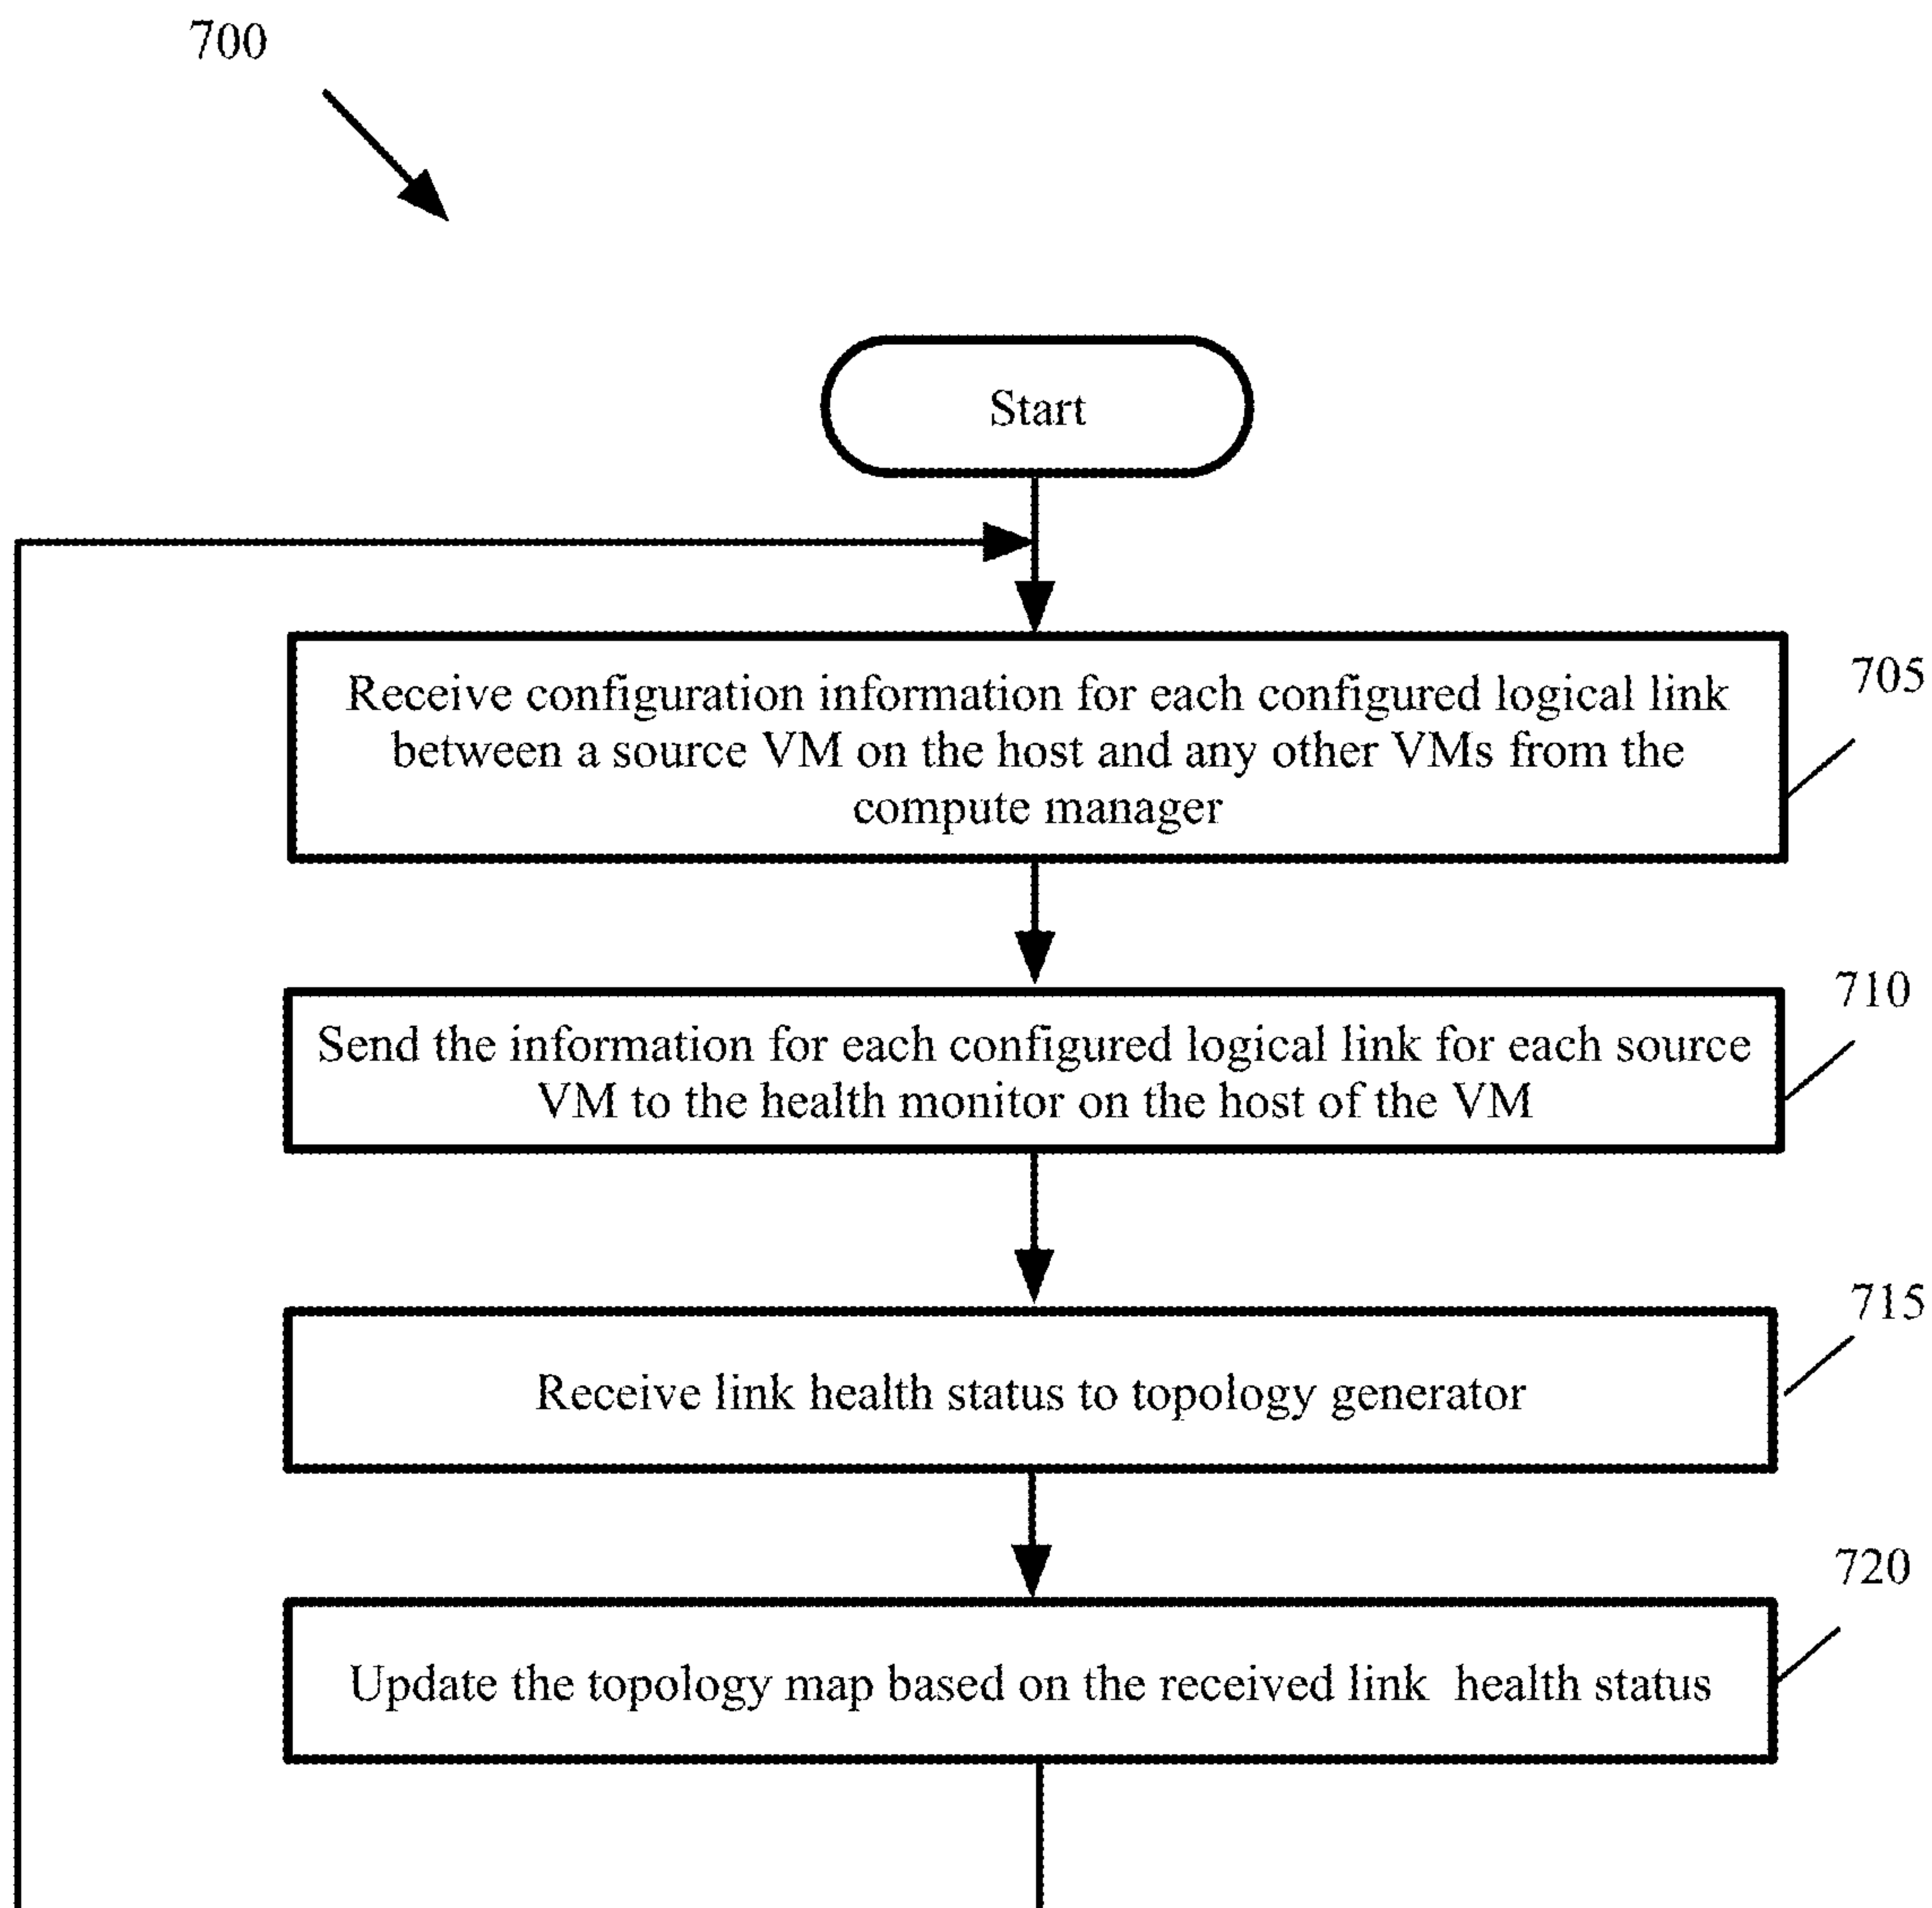 700
Start
Receive configuration information for each configured logical link
between a source VM on the host and any other VMs from the
compute manager
705
Send the information for each configured logical link for each source
VM to the health monitor on the host of the VM
710
Receive link health status to topology generator
715
Update the topology map based on the received link health status
720